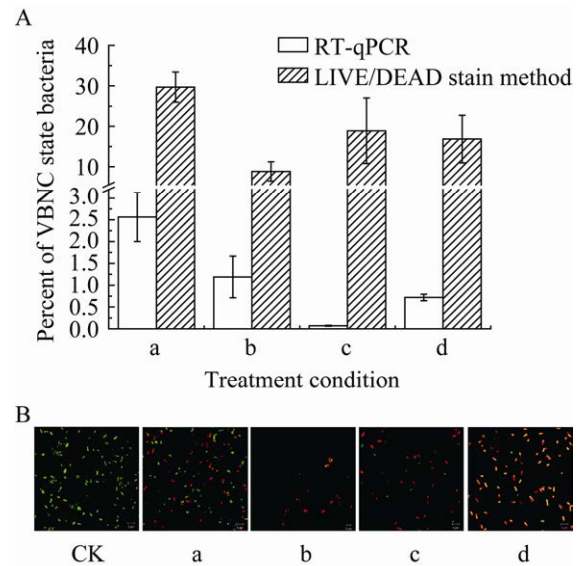 A
RT-qPCR
LIVE/DEAD stain method
Percent of VBNC state bacteria
40
30
20
10
3.0
2.5
2.0
1.5
1.0
0.5
0.0
a b c d
Treatment condition
B
CK a b c d